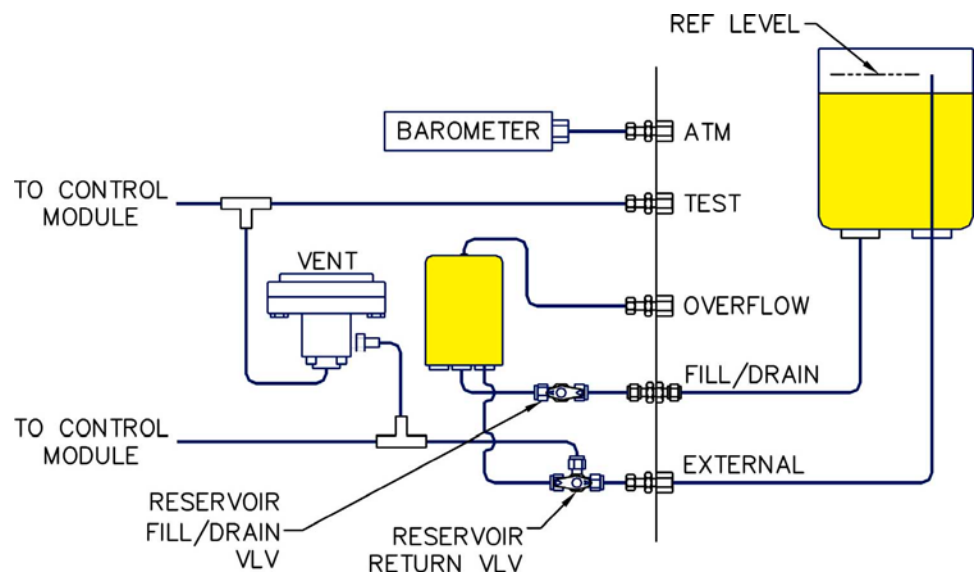 REF LEVEL
BAROMETER
ATM
TO CONTROL
MODULE
TEST
VENT
OVERFLOW
FILL/DRAIN
TO CONTROL
MODULE
EXTERNAL
RESERVOIR
FILL/DRAIN
VLV
RESERVOIR
RETURN VLV